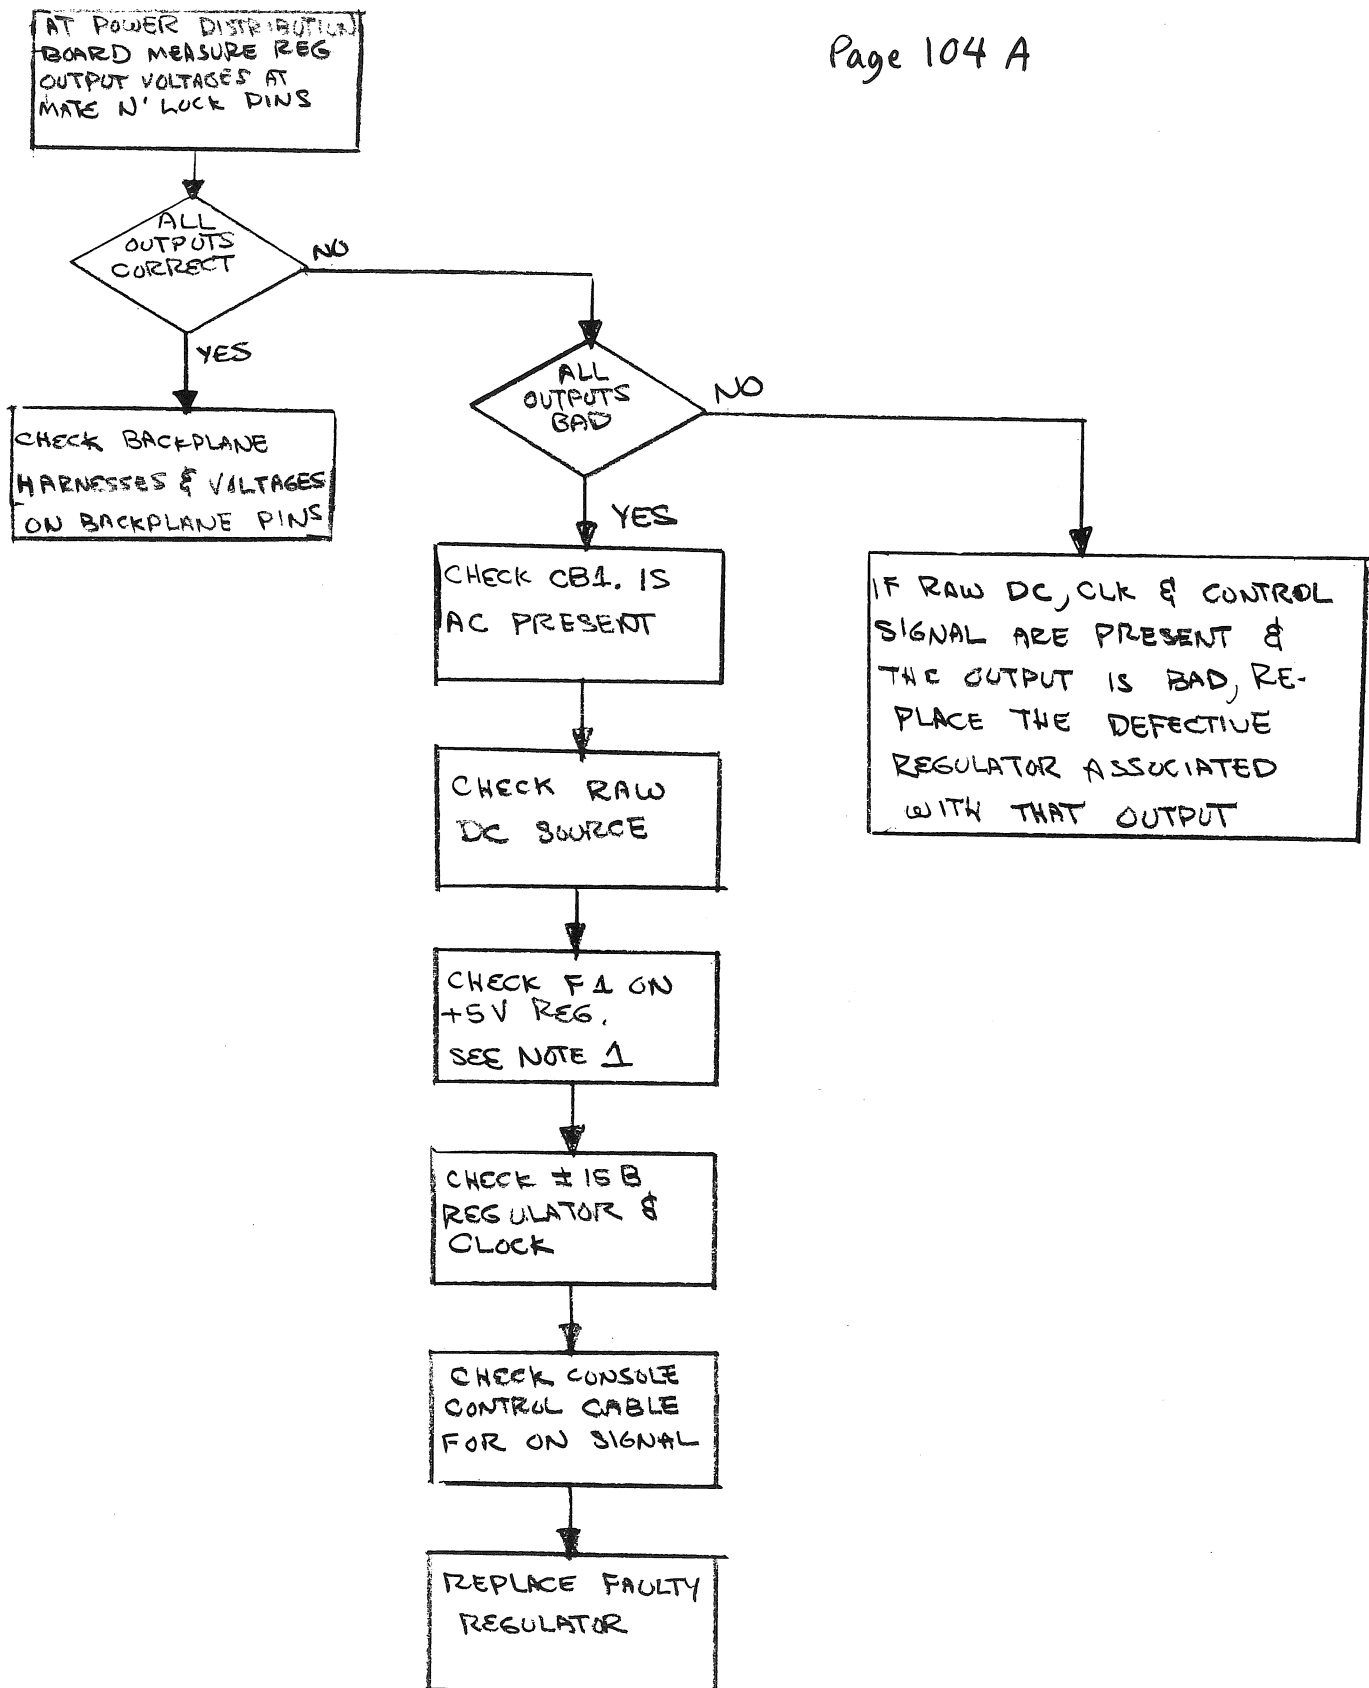 Page 104 A
AT POWER DISTRIBUTION
BOARD MEASURE REG
OUTPUT VOLTAGES AT
MATE N' LOCK PINS
ALL
OUTPUTS
CORRECT
NO
YES
CHECK BACKPLANE
HARNESSES & VOLTAGES
ON BACKPLANE PINS
ALL
OUTPUTS
BAD
NO
YES
CHECK CB1. IS
AC PRESENT
IF RAW DC, CLK & CONTROL
SIGNAL ARE PRESENT &
THE OUTPUT IS BAD, RE-
PLACE THE DEFECTIVE
REGULATOR ASSOCIATED
WITH THAT OUTPUT
CHECK RAW
DC SOURCE
CHECK F1 ON
+5V REG.
SEE NOTE 1
CHECK ±15 B
REGULATOR &
CLOCK
CHECK CONSOLE
CONTROL CABLE
FOR ON SIGNAL
REPLACE FAULTY
REGULATOR